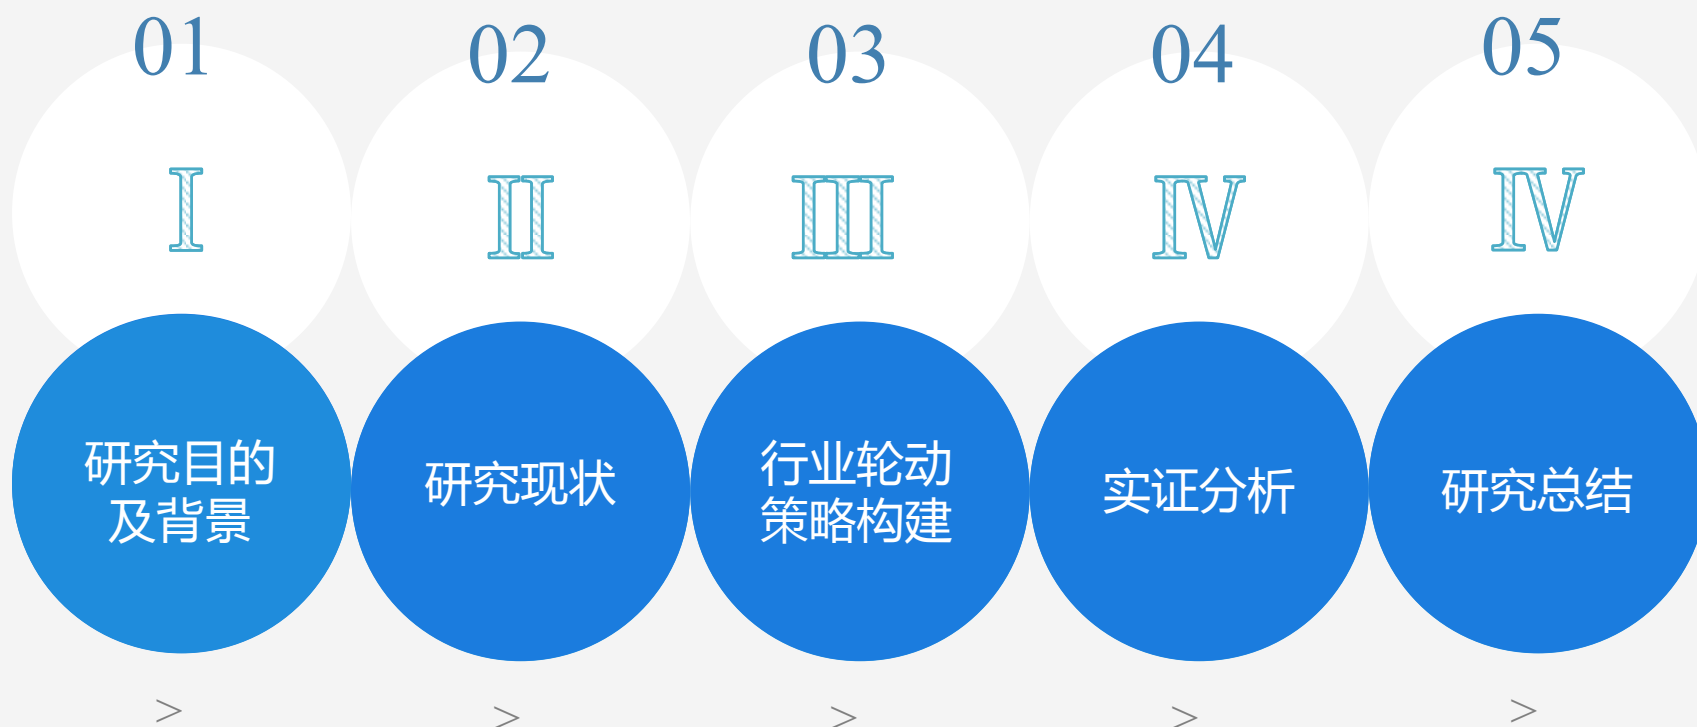 01
02
03
04
05
I
II
III
IV
IV
研究目的
及背景
研究现状
行业轮动
策略构建
实证分析
研究总结
>
>
>
>
>